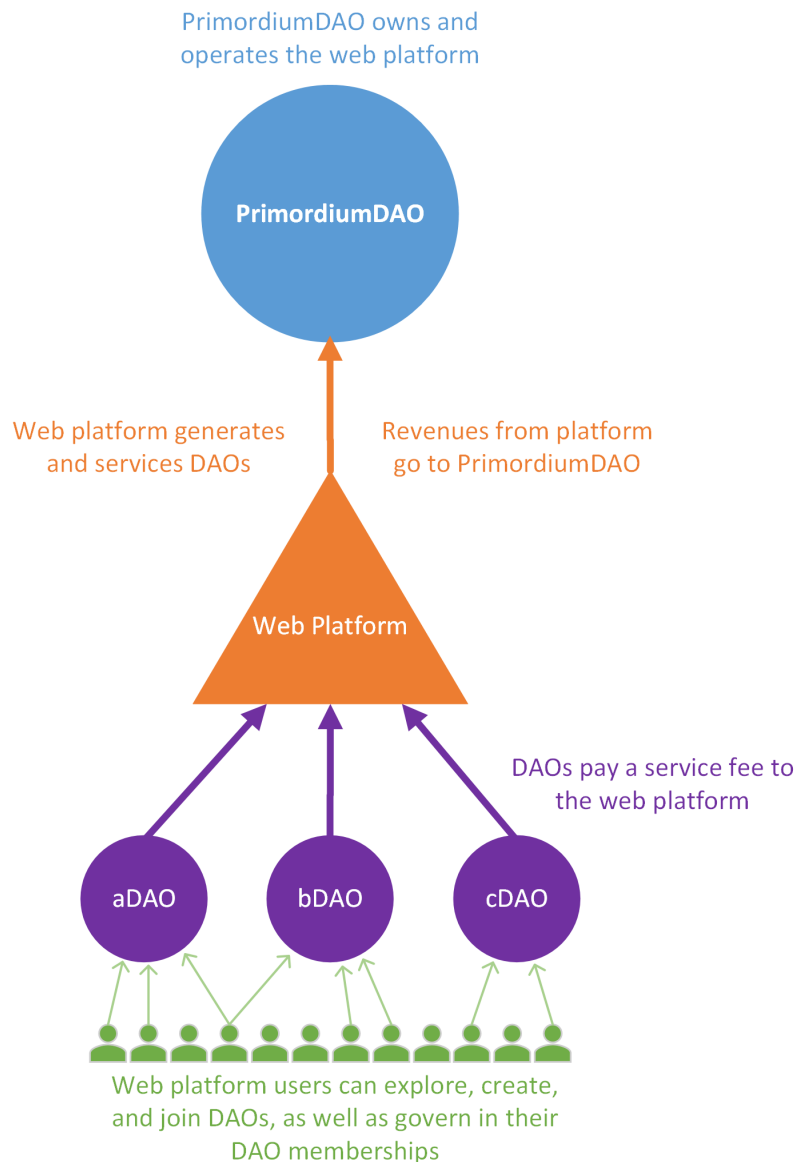 PrimordiumDAO owns and
operates the web platform
PrimordiumDAO
Web platform generates
and services DAOs
Revenues from platform
go to PrimordiumDAO
Web Platform
DAOs pay a service fee to
the web platform
aDAO
bDAO
cDAO
Web platform users can explore, create,
and join DAOs, as well as govern in their
DAO memberships